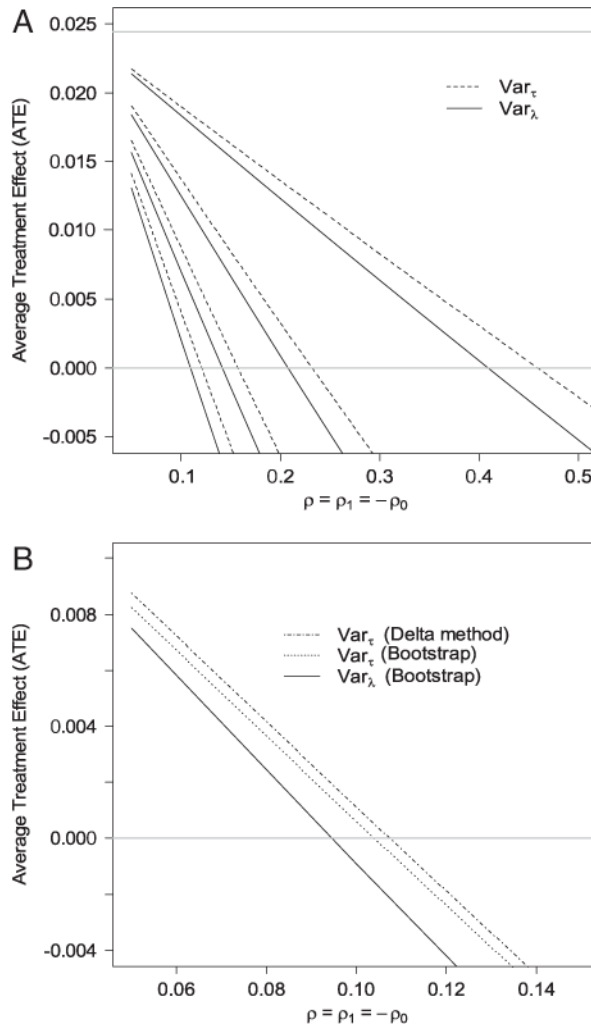 A
Average Treatment Effect (ATE)
0.025
0.020
0.015
0.010
0.005
0.000
-0.005
Varτ
Varλ
0.1 0.2 0.3 0.4 0.5
ρ = ρ1 = −ρ0
B
Average Treatment Effect (ATE)
0.008
0.004
0.000
-0.004
Varτ (Delta method)
Varτ (Bootstrap)
Varλ (Bootstrap)
0.06 0.08 0.10 0.12 0.14
ρ = ρ1 = −ρ0